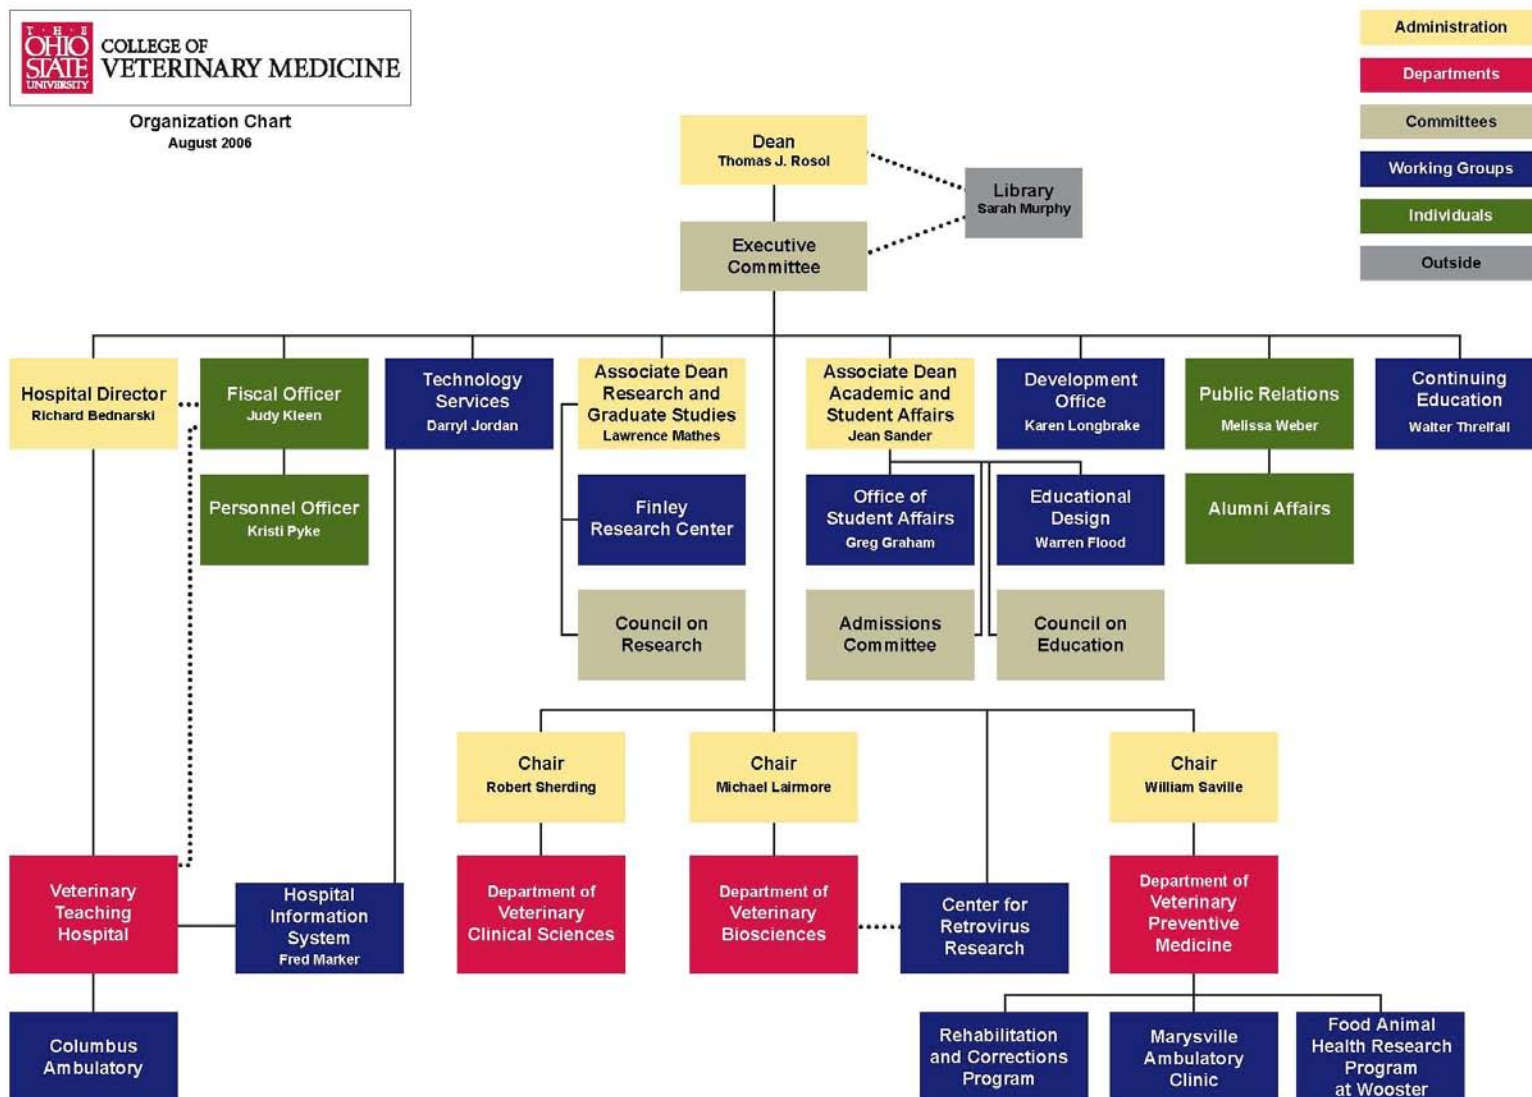 T · H · E
OHIO
STATE
UNIVERSITY
COLLEGE OF
VETERINARY MEDICINE
Organization Chart
August 2006
Administration
Departments
Committees
Working Groups
Individuals
Outside
Dean
Thomas J. Rosol
Library
Sarah Murphy
Executive
Committee
Hospital Director
Richard Bednarski
Fiscal Officer
Judy Kleen
Technology
Services
Darryl Jordan
Associate Dean
Research and
Graduate Studies
Lawrence Mathes
Associate Dean
Academic and
Student Affairs
Jean Sander
Development
Office
Karen Longbrake
Public Relations
Melissa Weber
Continuing
Education
Walter Threlfall
Personnel Officer
Kristi Pyke
Finley
Research Center
Office of
Student Affairs
Greg Graham
Educational
Design
Warren Flood
Alumni Affairs
Council on
Research
Admissions
Committee
Council on
Education
Chair
Robert Sherding
Chair
Michael Lairmore
Chair
William Saville
Veterinary
Teaching
Hospital
Hospital
Information
System
Fred Marker
Department of
Veterinary
Clinical Sciences
Department of
Veterinary
Biosciences
Center for
Retrovirus
Research
Department of
Veterinary
Preventive
Medicine
Columbus
Ambulatory
Rehabilitation
and Corrections
Program
Marysville
Ambulatory
Clinic
Food Animal
Health Research
Program
at Wooster